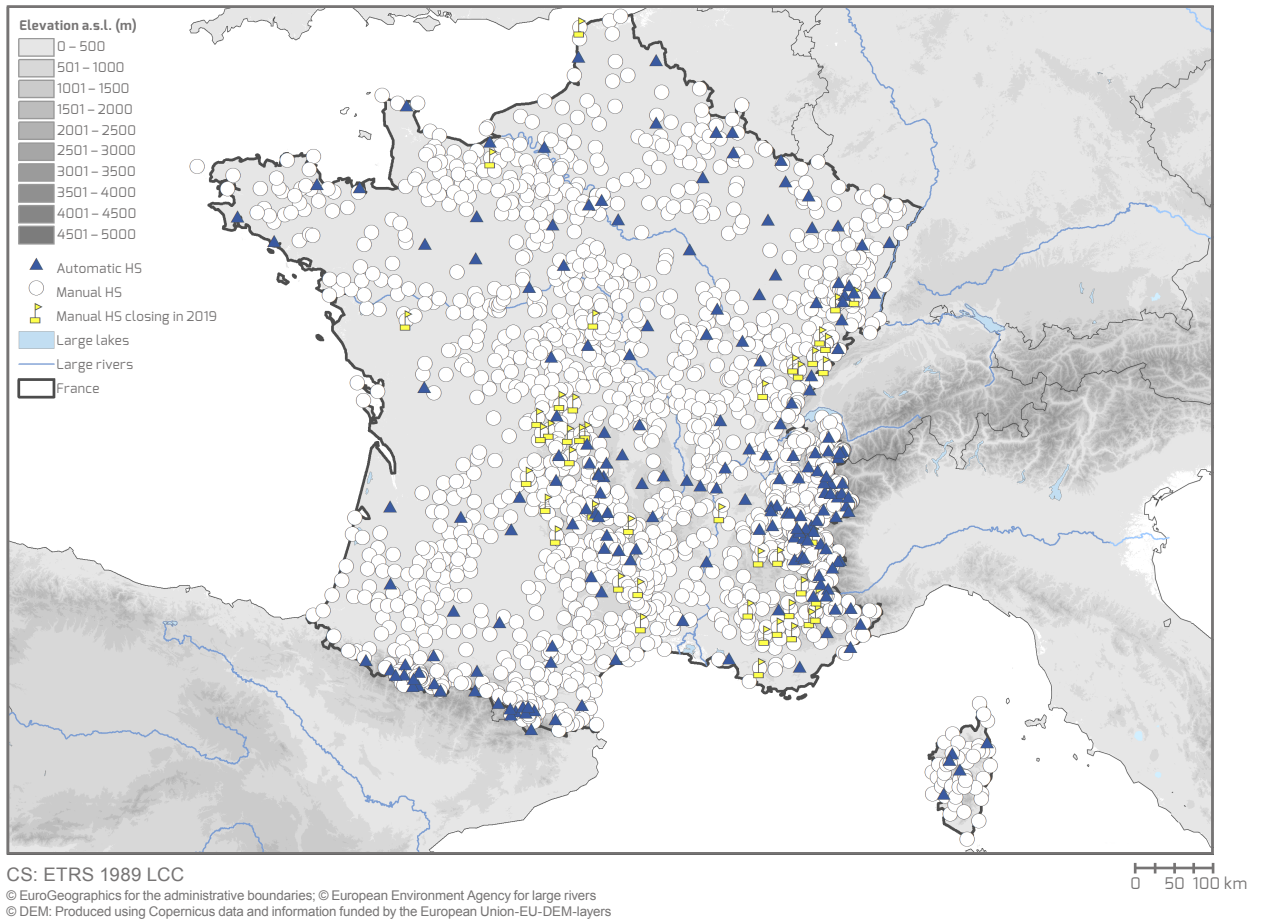 Elevation a.s.l. (m)
0 – 500
501 – 1000
1001 – 1500
1501 – 2000
2001 – 2500
2501 – 3000
3001 – 3500
3501 – 4000
4001 – 4500
4501 – 5000
Automatic HS
Manual HS
Manual HS closing in 2019
Large lakes
Large rivers
France
CS: ETRS 1989 LCC
© EuroGeographics for the administrative boundaries; © European Environment Agency for large rivers
© DEM: Produced using Copernicus data and information funded by the European Union-EU-DEM-layers
0 50 100 km